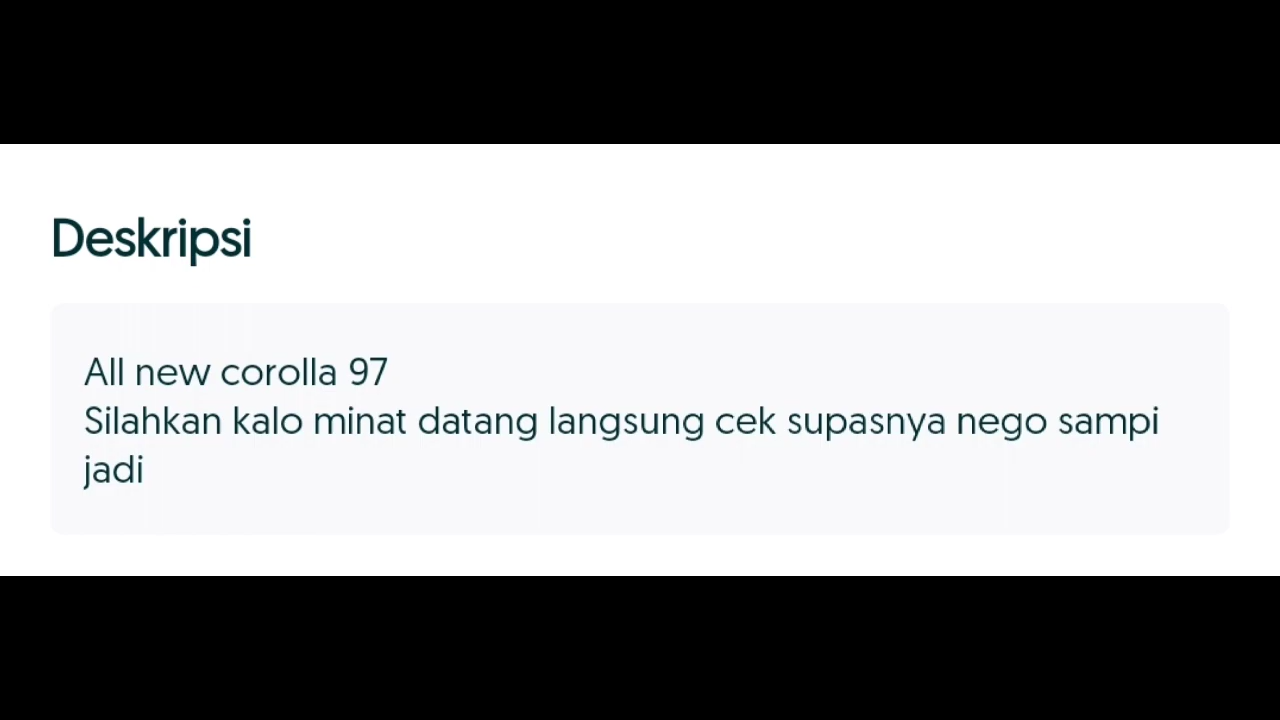 Deskripsi
All new corolla 97
Silahkan kalo minat datang langsung cek supasnya nego sampi
jadi